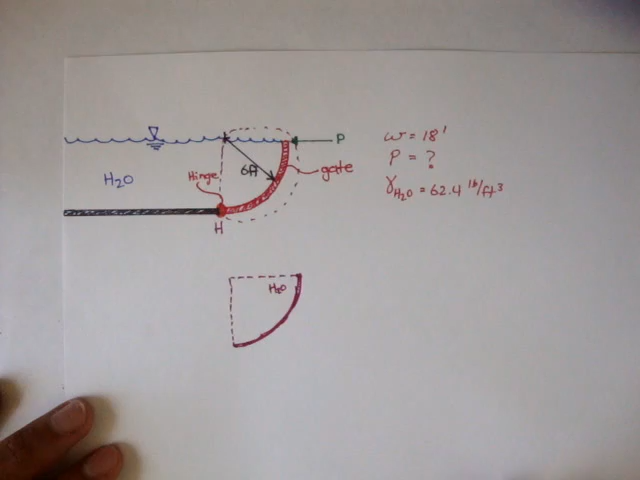 P
6ft
H2O
Hinge
gate
H
w = 18'
P = ?
γH2O = 62.4 lb/ft3
H2O